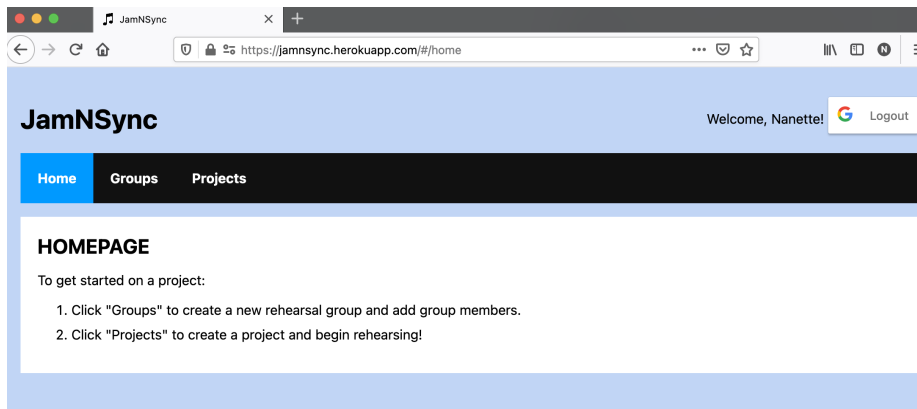 JamNSync
https://jamnsync.herokuapp.com/#/home
N
JamNSync
Welcome, Nanette!
G Logout
Home Groups Projects
HOMEPAGE
To get started on a project:
1. Click "Groups" to create a new rehearsal group and add group members.
2. Click "Projects" to create a project and begin rehearsing!